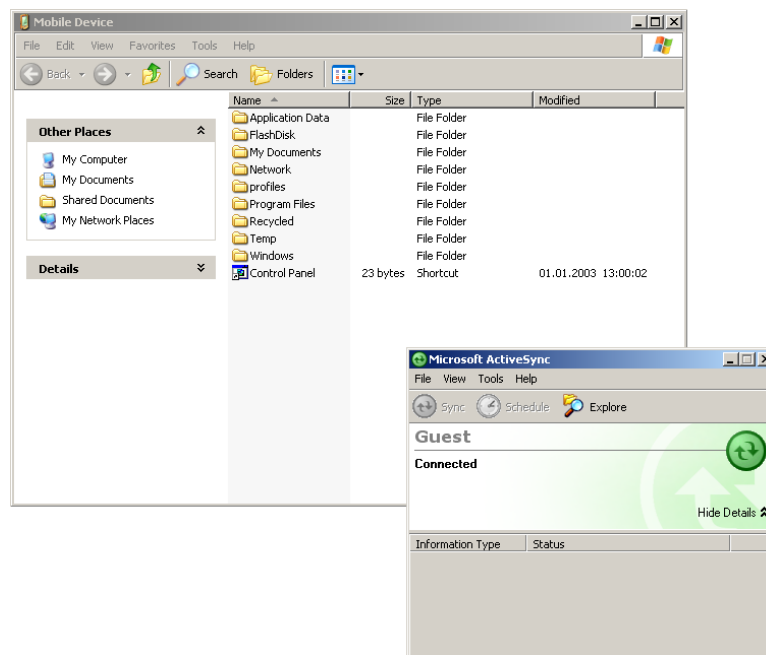 Mobile Device
File Edit View Favorites Tools Help
Back Search Folders
Name Size Type Modified
Other Places
My Computer
My Documents
Shared Documents
My Network Places
Details
Application Data File Folder
FlashDisk File Folder
My Documents File Folder
Network File Folder
profiles File Folder
Program Files File Folder
Recycled File Folder
Temp File Folder
Windows File Folder
Control Panel 23 bytes Shortcut 01.01.2003 13:00:02
Microsoft ActiveSync
File View Tools Help
Sync Schedule Explore
Guest
Connected
Hide Details
Information Type Status